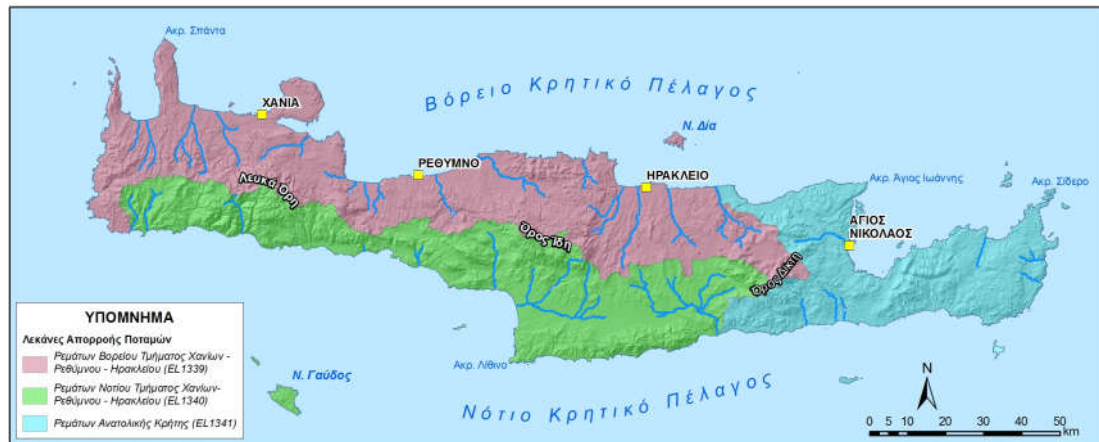 Ακρ. Σπάντα
ΧΑΝΙΑ
Βόρειο Κρητικό Πέλαγος
Ν. Δία
ΡΕΘΥΜΝΟ
ΗΡΑΚΛΕΙΟ
Ακρ. Άγιος Ιωάννης
Ακρ. Σίδερο
Λευκά Όρη
ΑΓΙΟΣ
ΝΙΚΟΛΑΟΣ
Όρος Ίδη
Όρος Δίκτη
ΥΠΟΜΝΗΜΑ
Λεκάνες Απορροής Ποταμών
Ρεμάτων Βορείου Τμήματος Χανίων -
Ρεθύμνου - Ηρακλείου (EL1339)
Ρεμάτων Νοτίου Τμήματος Χανίων-
Ρεθύμνου - Ηρακλείου (EL1340)
Ρεμάτων Ανατολικής Κρήτης (EL1341)
Ν. Γαύδος
Ακρ. Λίθινο
Νότιο Κρητικό Πέλαγος
N
0 5 10 20 30 40 50
km